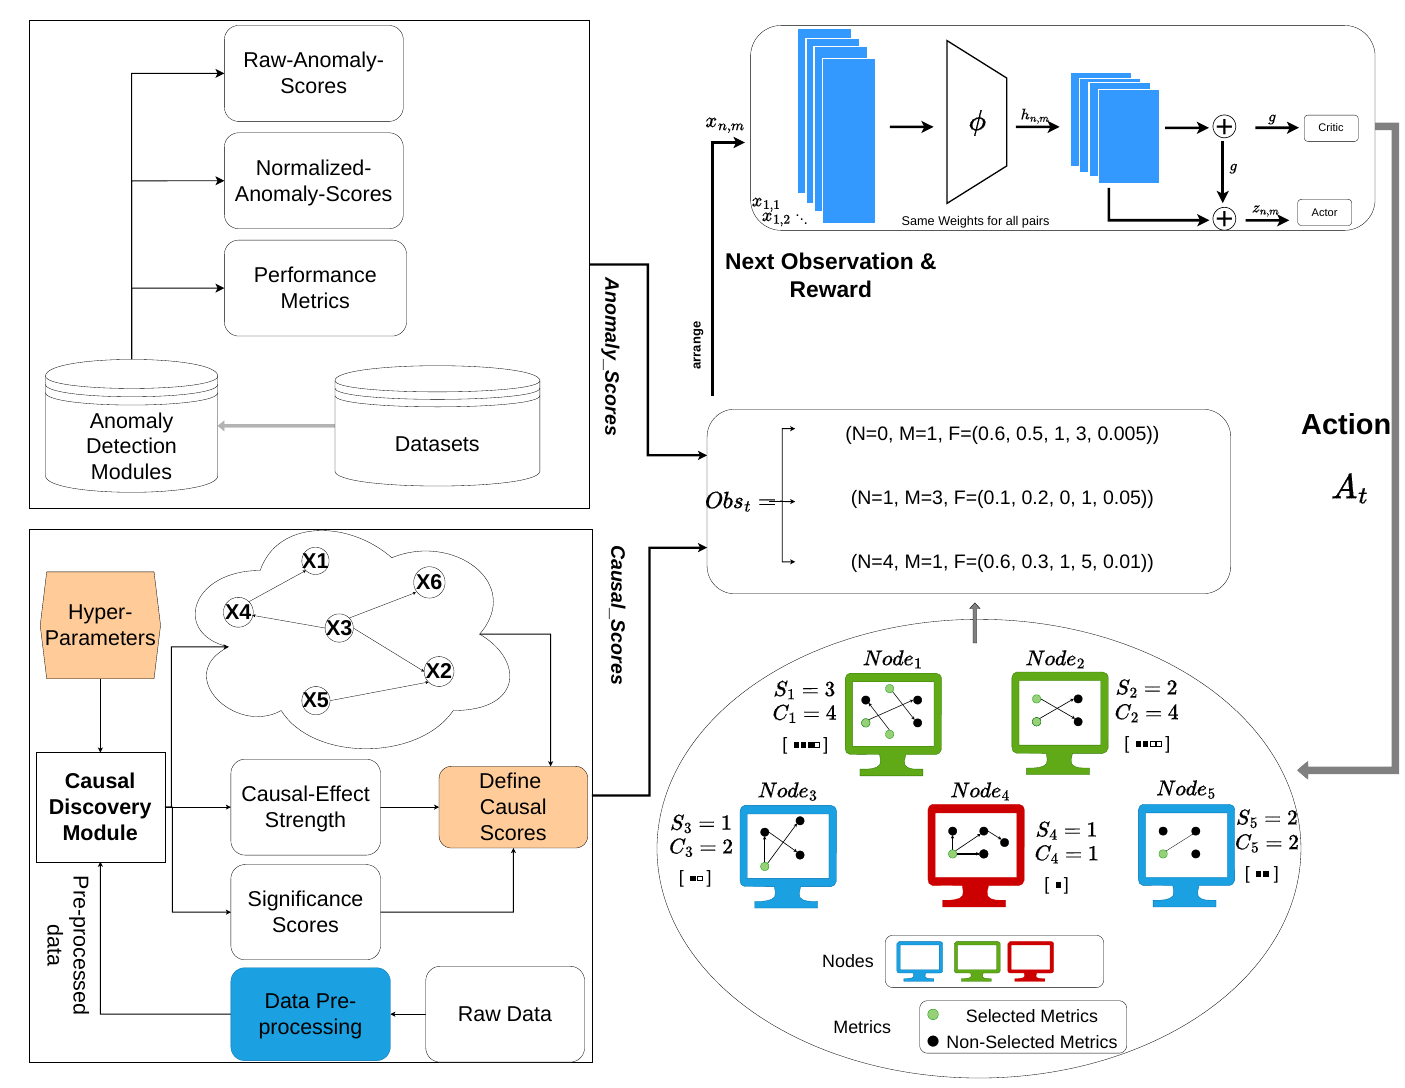 Raw-Anomaly-
Scores
Normalized-
Anomaly-Scores
Performance
Metrics
Anomaly
Detection
Modules
Datasets
Anomaly_Scores
Hyper-
Parameters
X1
X6
X4
X3
X2
X5
Causal
Discovery
Module
Causal-Effect
Strength
Define
Causal
Scores
Significance
Scores
Pre-processed
data
Data Pre-
processing
Raw Data
Causal_Scores
x_{n,m}
x_{1,1}
x_{1,2} ⋱
ϕ
h_{n,m}
Same Weights for all pairs
+
g
Critic
g
+
z_{n,m}
Actor
Next Observation &
Reward
arrange
Action
A_t
Obs_t =
(N=0, M=1, F=(0.6, 0.5, 1, 3, 0.005))
(N=1, M=3, F=(0.1, 0.2, 0, 1, 0.05))
(N=4, M=1, F=(0.6, 0.3, 1, 5, 0.01))
Node_1
S_1 = 3
C_1 = 4
[ ▪▪▪▫ ]
Node_2
S_2 = 2
C_2 = 4
[ ▪▪▫▫ ]
Node_3
S_3 = 1
C_3 = 2
[ ▪▫ ]
Node_4
S_4 = 1
C_4 = 1
[ ▪ ]
Node_5
S_5 = 2
C_5 = 2
[ ▪▪ ]
Nodes
Metrics
Selected Metrics
Non-Selected Metrics